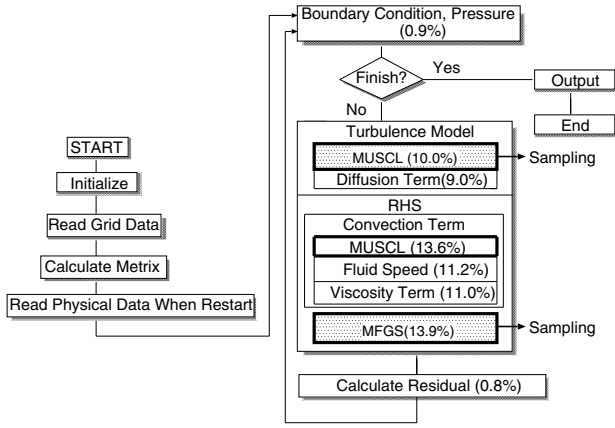 START
Initialize
Read Grid Data
Calculate Metrix
Read Physical Data When Restart
Boundary Condition, Pressure
(0.9%)
Finish?
Yes
Output
End
No
Turbulence Model
MUSCL (10.0%)
Sampling
Diffusion Term(9.0%)
RHS
Convection Term
MUSCL (13.6%)
Fluid Speed (11.2%)
Viscosity Term (11.0%)
MFGS(13.9%)
Sampling
Calculate Residual (0.8%)